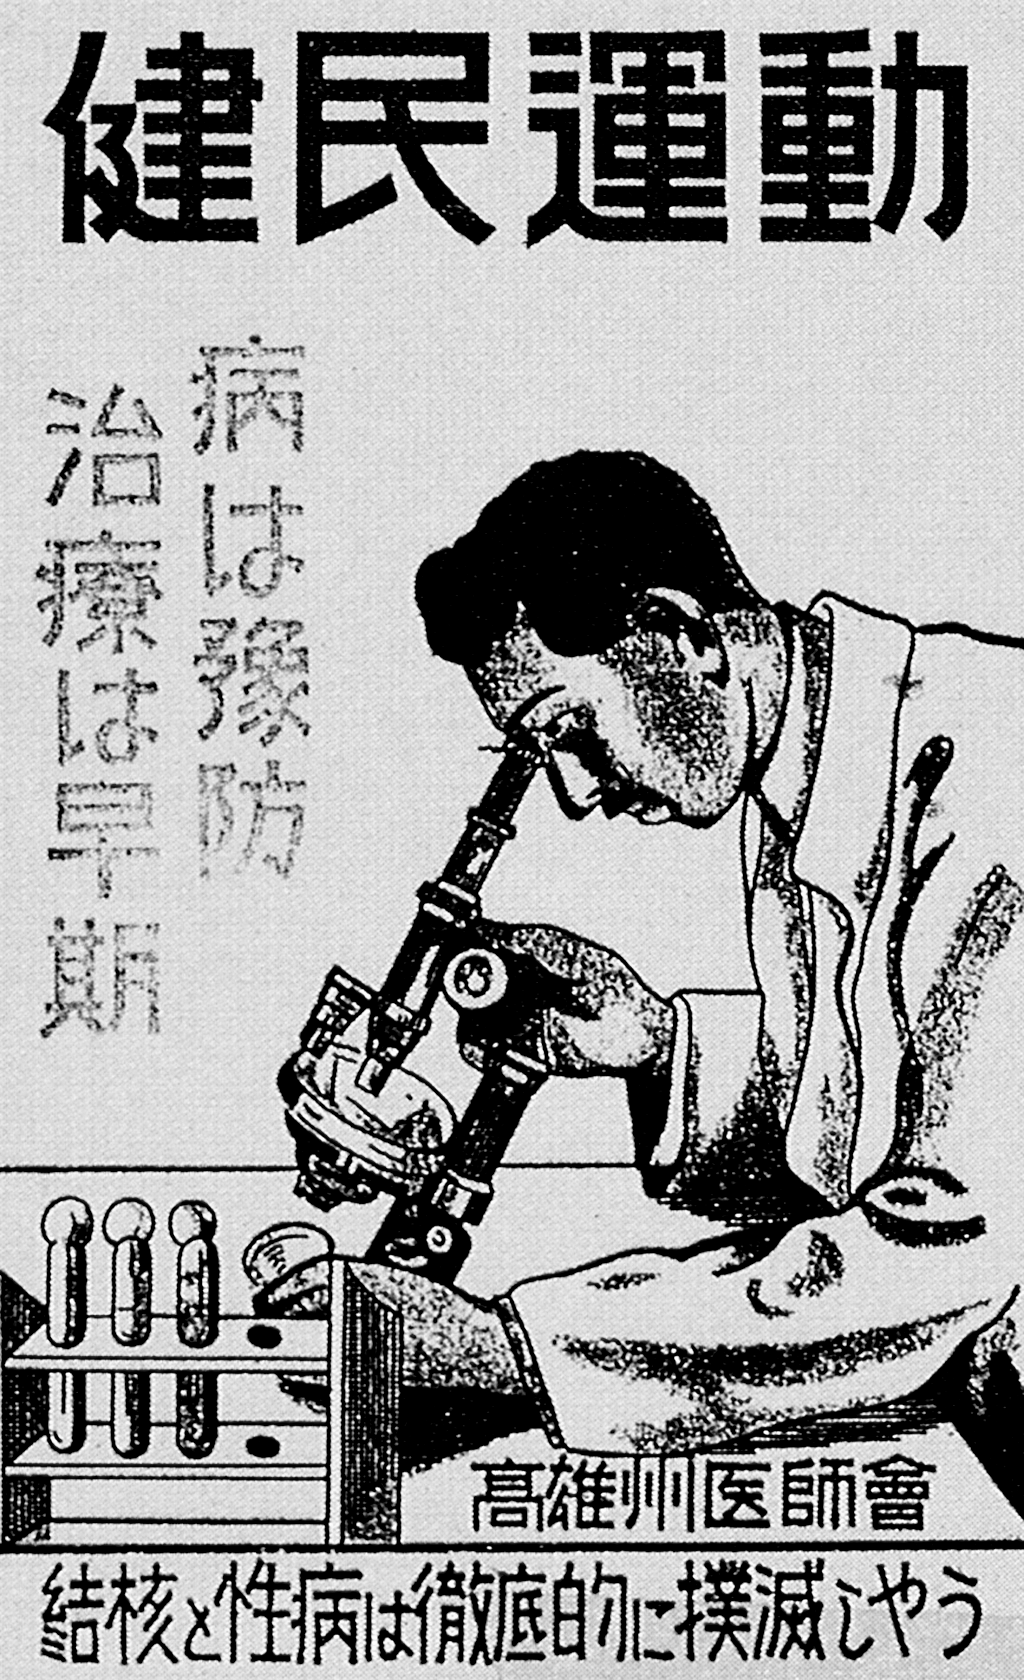 健民運動
病は豫防
治療は早期
高雄州医師會
結核と性病は徹底的に撲滅しやう